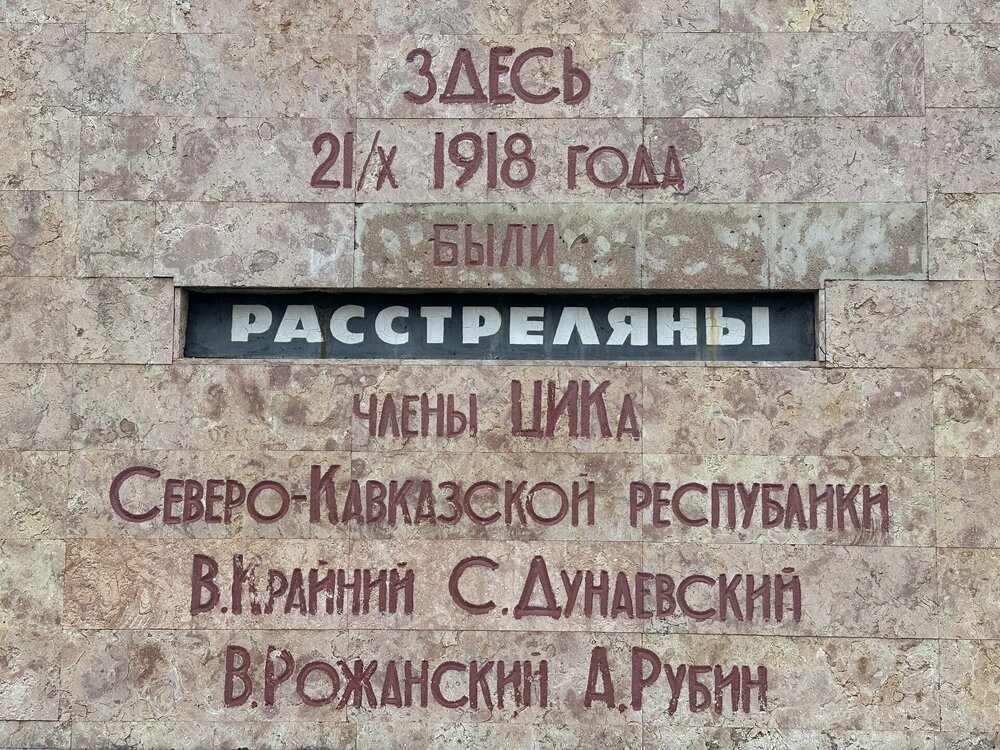 ЗДЕСЬ
21/X 1918 ГОДА
БЫЛИ
РАССТРЕЛЯНЫ
ЧЛЕНЫ ЦИКА
СЕВЕРО-КАВКАЗСКОЙ РЕСПУБЛИКИ
В.КРАЙНИЙ С.ДУНАЕВСКИЙ
В.РОЖАНСКИЙ А.РУБИН